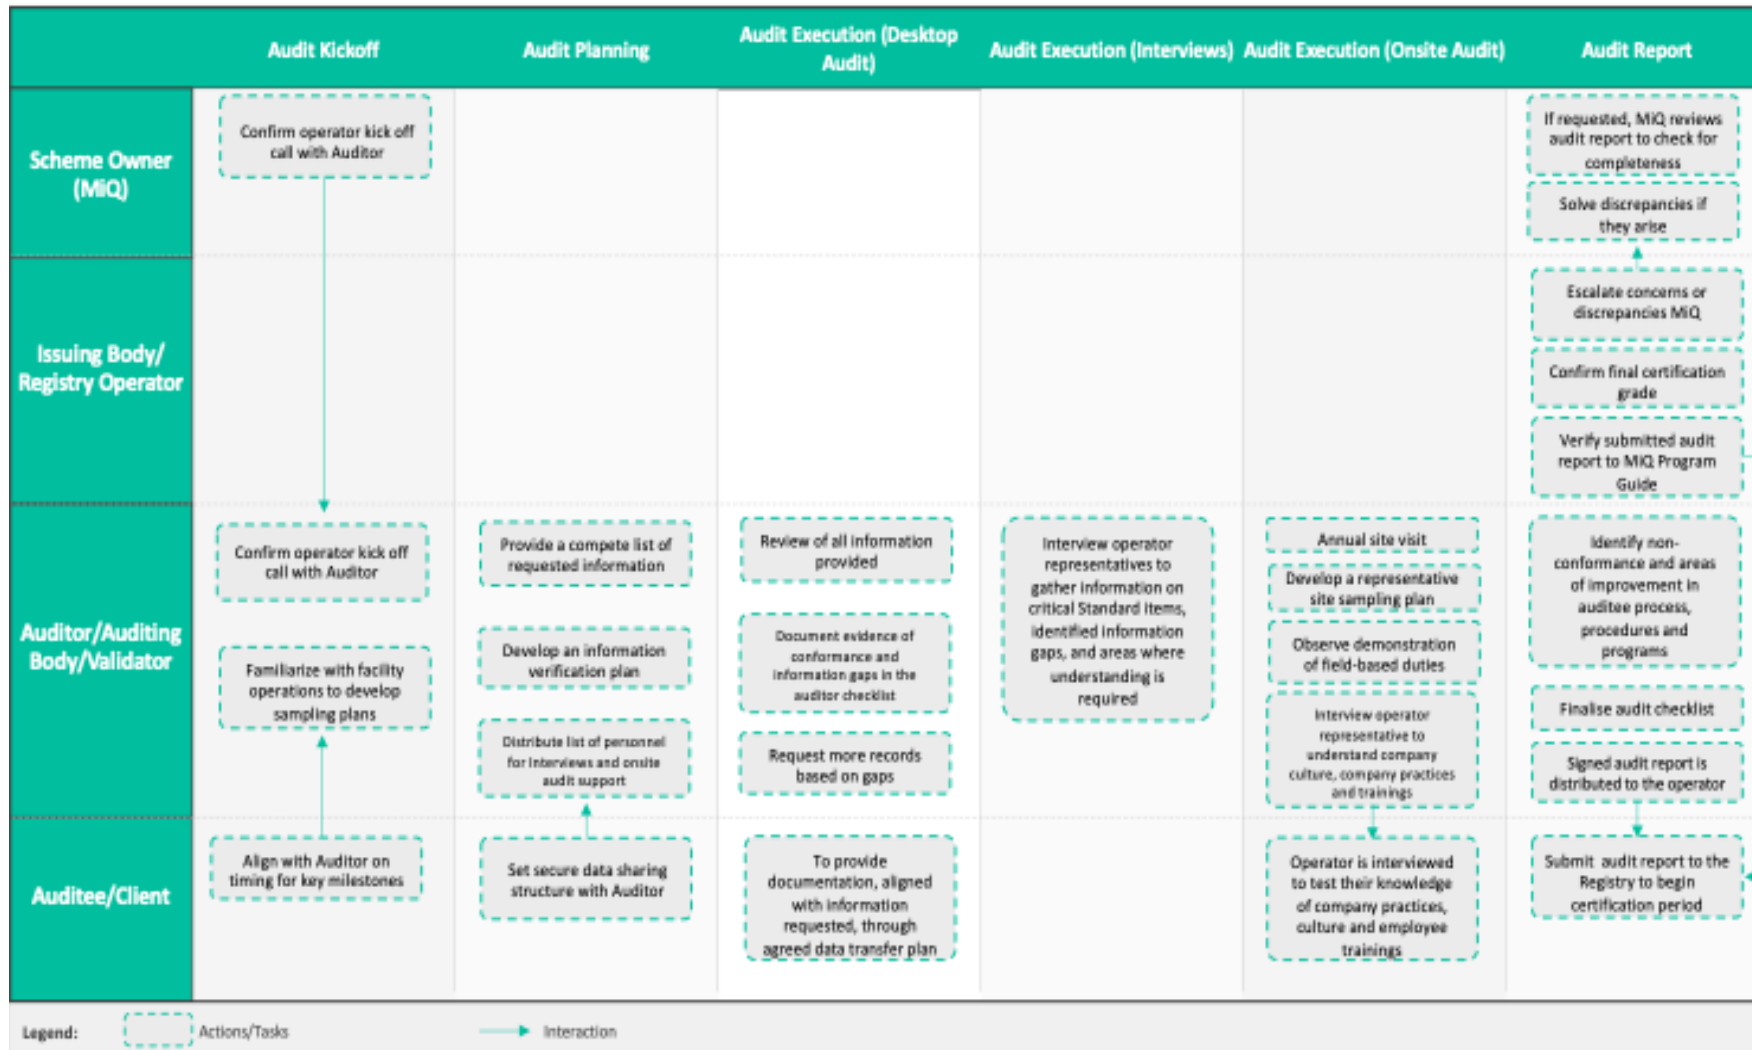 Audit Kickoff
Audit Planning
Audit Execution (Desktop
Audit)
Audit Execution (Interviews)
Audit Execution (Onsite Audit)
Audit Report
Scheme Owner
(MiQ)
Confirm operator kick off
call with Auditor
If requested, MiQ reviews
audit report to check for
completeness
Solve discrepancies if
they arise
Issuing Body/
Registry Operator
Escalate concerns or
discrepancies MiQ
Confirm final certification
grade
Verify submitted audit
report to MiQ Program
Guide
Auditor/Auditing
Body/Validator
Confirm operator kick off
call with Auditor
Familiarize with facility
operations to develop
sampling plans
Provide a compete list of
requested information
Develop an information
verification plan
Distribute list of personnel
for Interviews and onsite
audit support
Review of all information
provided
Document evidence of
conformance and
information gaps in the
auditor checklist
Request more records
based on gaps
Interview operator
representatives to
gather information on
critical Standard items,
identified information
gaps, and areas where
understanding is
required
Annual site visit
Develop a representative
site sampling plan
Observe demonstration
of field-based duties
Interview operator
representative to
understand company
culture, company practices
and trainings
Identify non-
conformance and areas
of improvement in
auditee process,
procedures and
programs
Finalise audit checklist
Signed audit report is
distributed to the operator
Auditee/Client
Align with Auditor on
timing for key milestones
Set secure data sharing
structure with Auditor
To provide
documentation, aligned
with information
requested, through
agreed data transfer plan
Operator is interviewed
to test their knowledge
of company practices,
culture and employee
trainings
Submit audit report to the
Registry to begin
certification period
Legend:
Actions/Tasks
Interaction